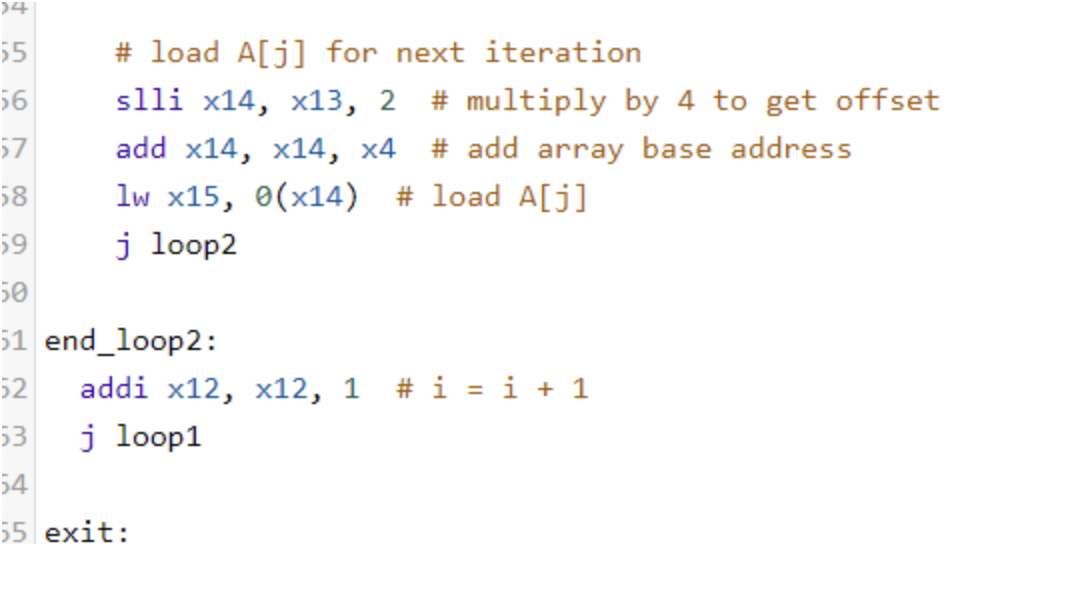 54
55 # load A[j] for next iteration
56 slli x14, x13, 2 # multiply by 4 to get offset
57 add x14, x14, x4 # add array base address
58 lw x15, 0(x14) # load A[j]
59 j loop2
60
61 end_loop2:
62 addi x12, x12, 1 # i = i + 1
63 j loop1
64
65 exit: